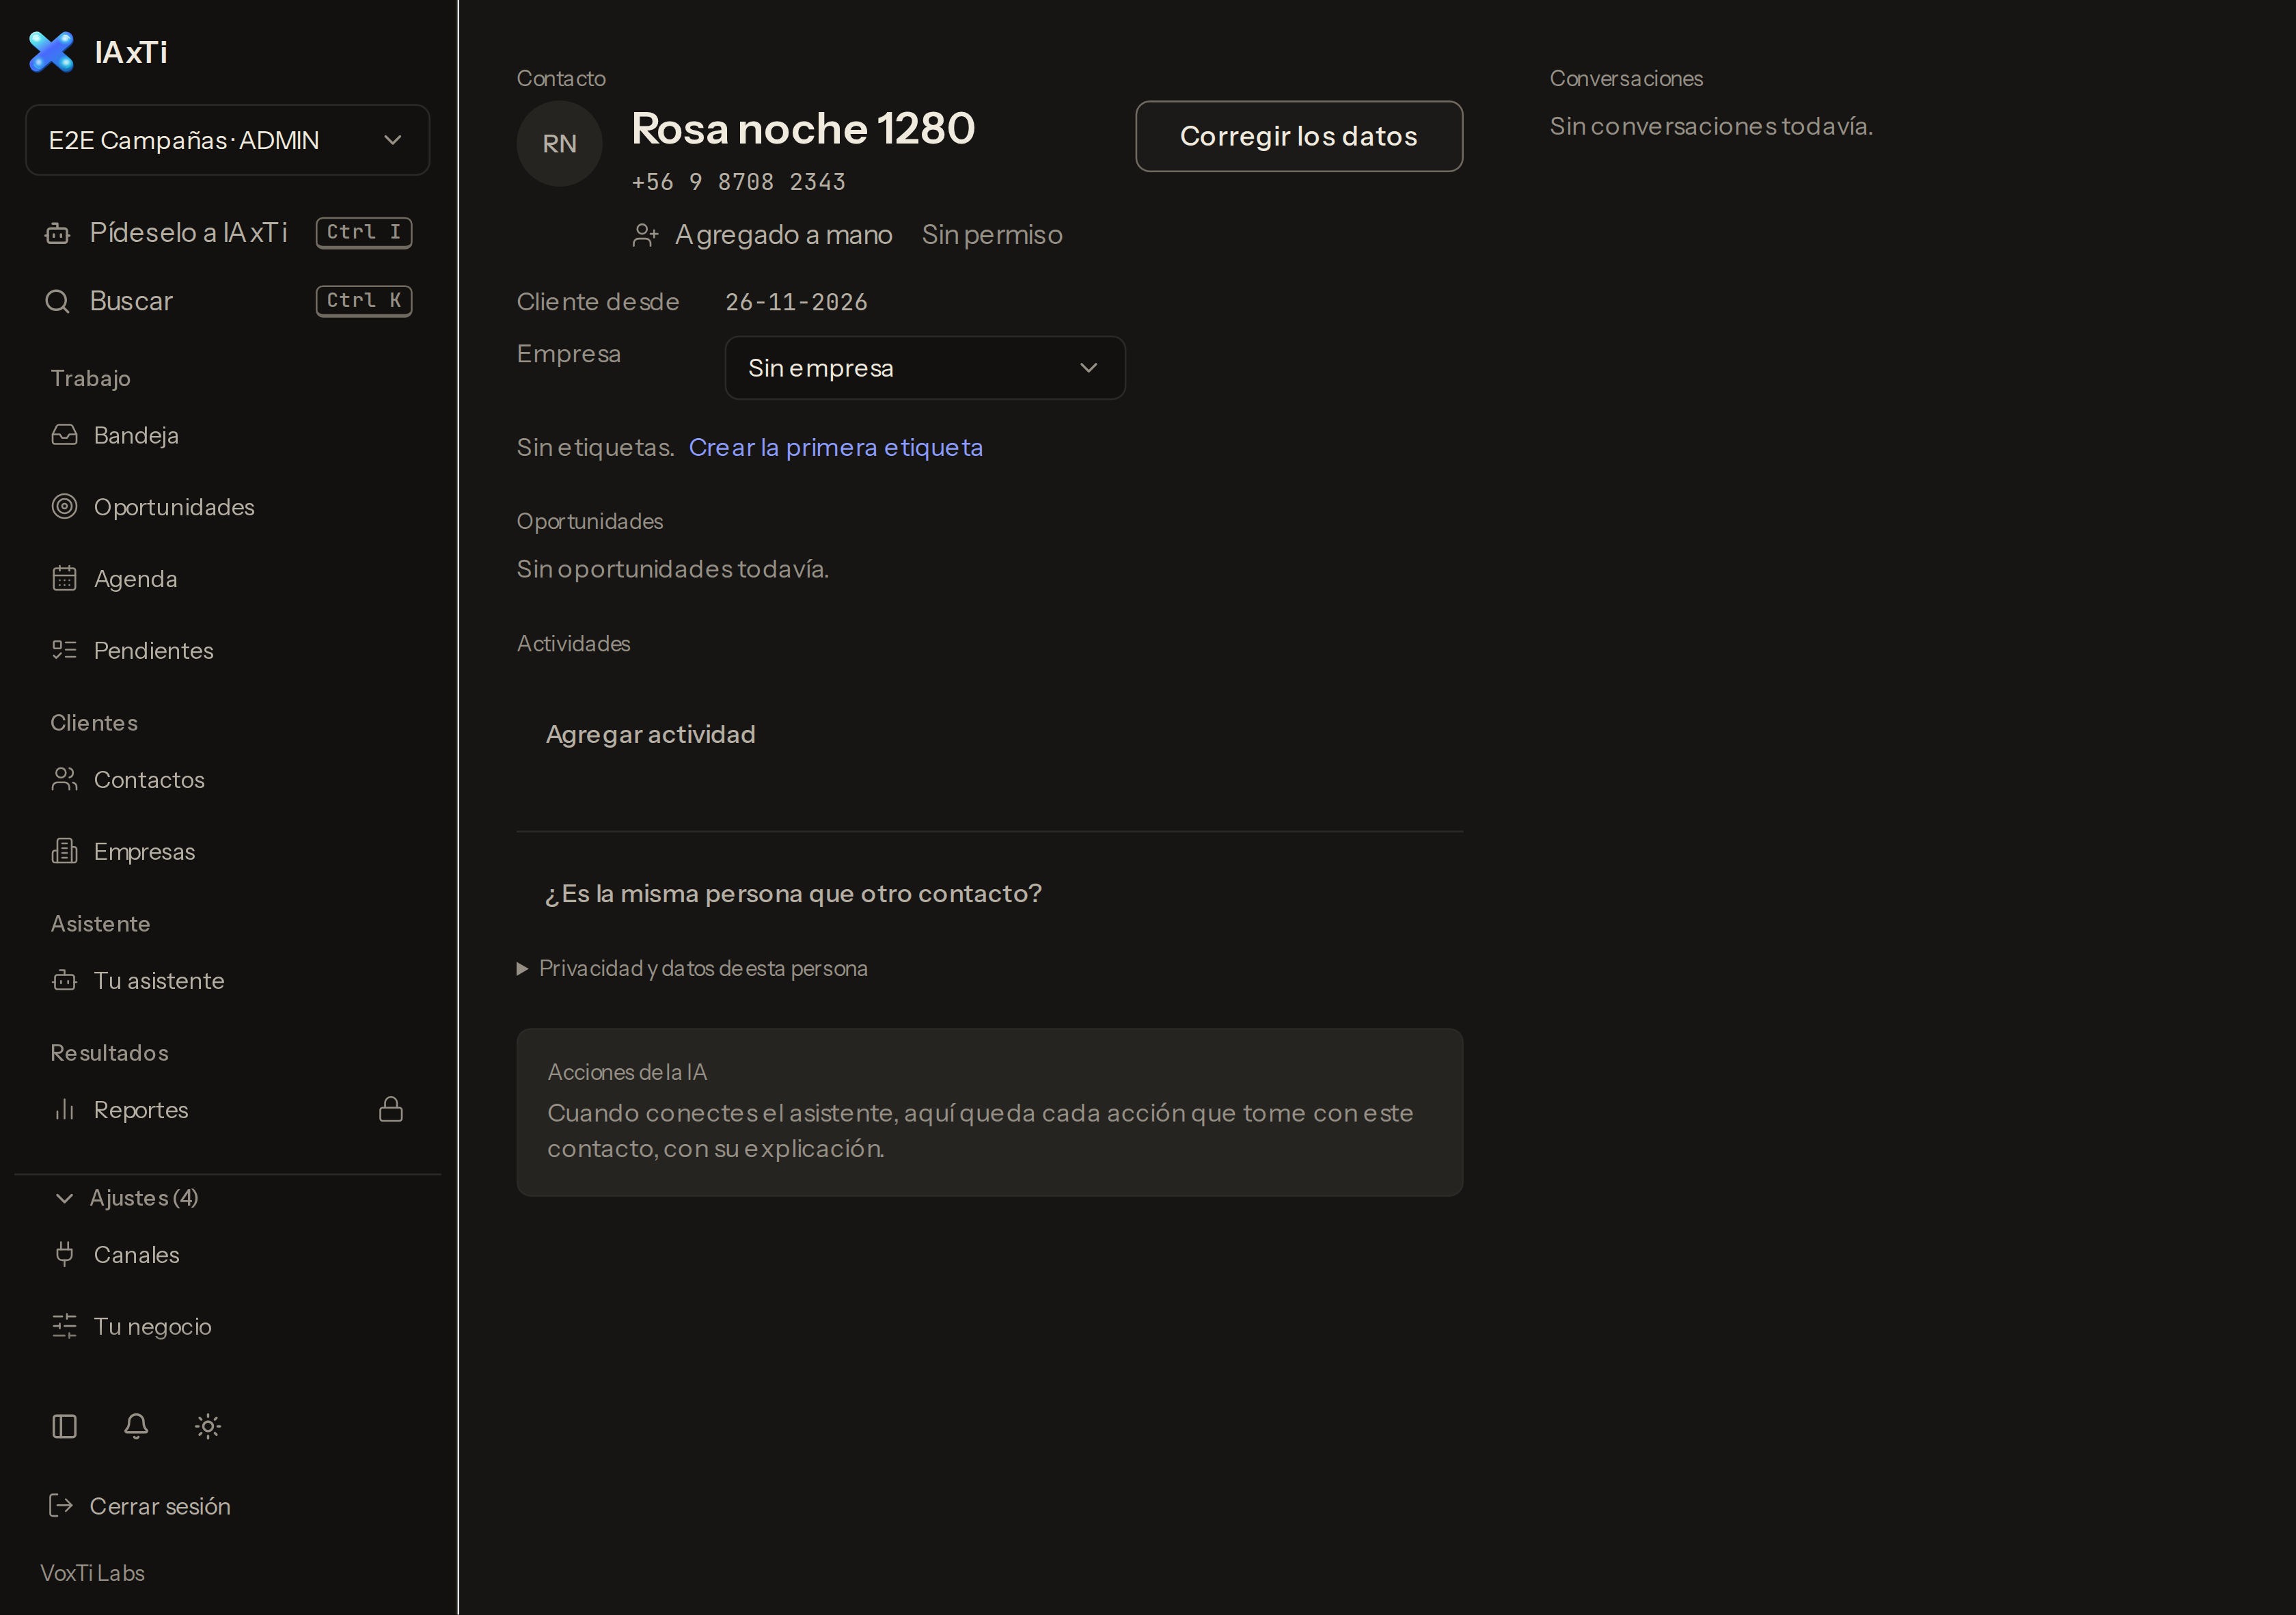 IAxTi
E2E Campañas · ADMIN
Pídeselo a IAxTi
Ctrl I
Buscar
Ctrl K
Trabajo
Bandeja
Oportunidades
Agenda
Pendientes
Clientes
Contactos
Empresas
Asistente
Tu asistente
Resultados
Reportes
Ajustes (4)
Canales
Tu negocio
Cerrar sesión
VoxTi Labs
Contacto
RN
Rosa noche 1280
Corregir los datos
+56 9 8708 2343
Agregado a mano Sin permiso
Cliente desde 26-11-2026
Empresa Sin empresa
Sin etiquetas. Crear la primera etiqueta
Oportunidades
Sin oportunidades todavía.
Actividades
Agregar actividad
¿Es la misma persona que otro contacto?
Privacidad y datos de esta persona
Acciones de la IA
Cuando conectes el asistente, aquí queda cada acción que tome con este
contacto, con su explicación.
Conversaciones
Sin conversaciones todavía.